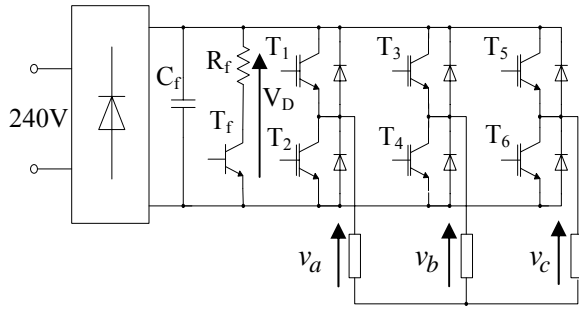 240V
C_f
R_f
T_f
V_D
T_1
T_2
T_3
T_4
T_5
T_6
v_a
v_b
v_c